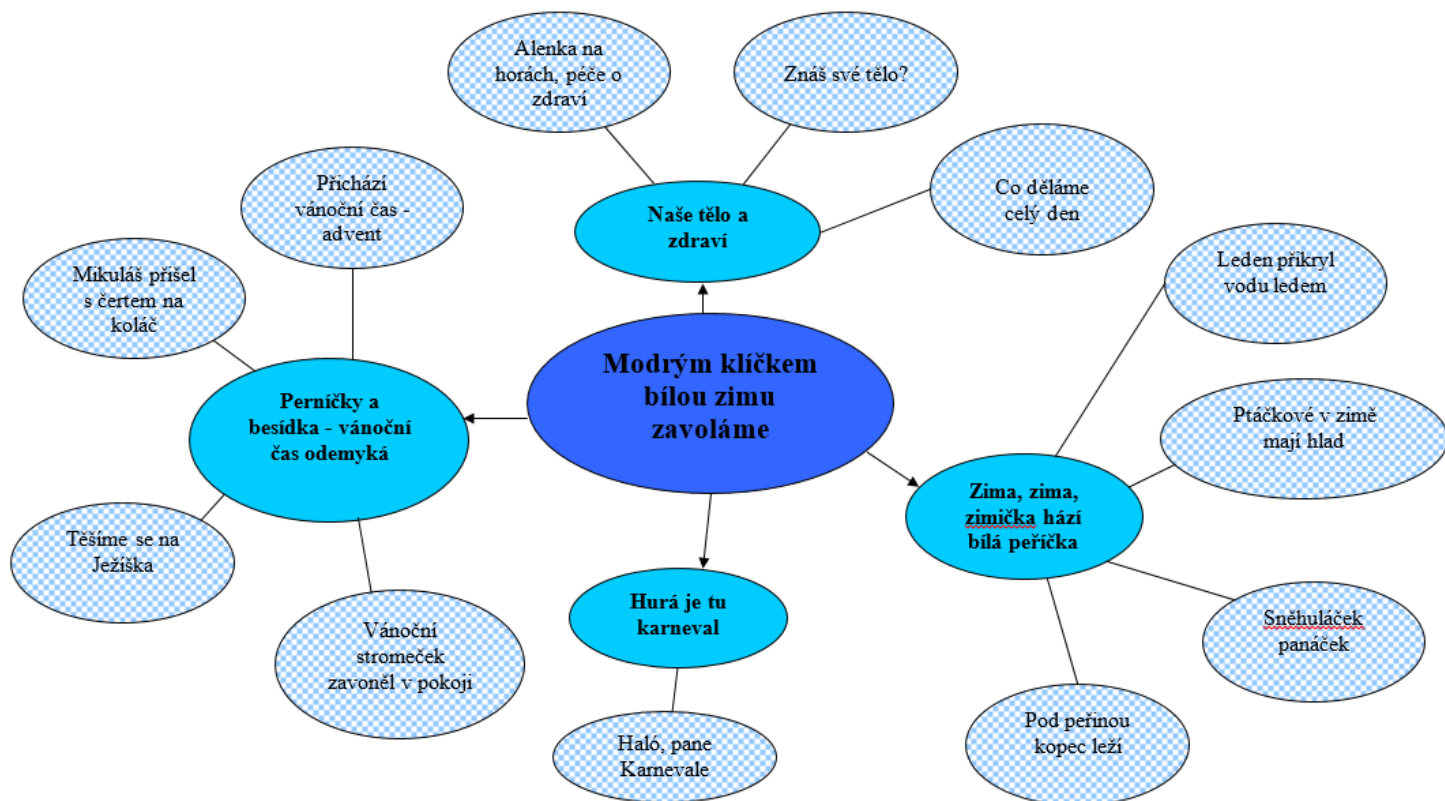 Alenka na
horách, péče o
zdraví
Znáš své tělo?
Co děláme
celý den
Naše tělo a
zdraví
Přichází
vánoční čas -
advent
Mikuláš přišel
s čertem na
koláč
Perníčky a
besídka - vánoční
čas odemyká
Těšíme se na
Ježíška
Vánoční
stromeček
zavoněl v pokoji
Modrým klíčkem
bílou zimu
zavoláme
Leden přikryl
vodu ledem
Ptáčkové v zimě
mají hlad
Zima, zima,
zimička hází
bílá peříčka
Sněhuláček
panáček
Pod peřinou
kopec leží
Hurá je tu
karneval
Haló, pane
Karnevale